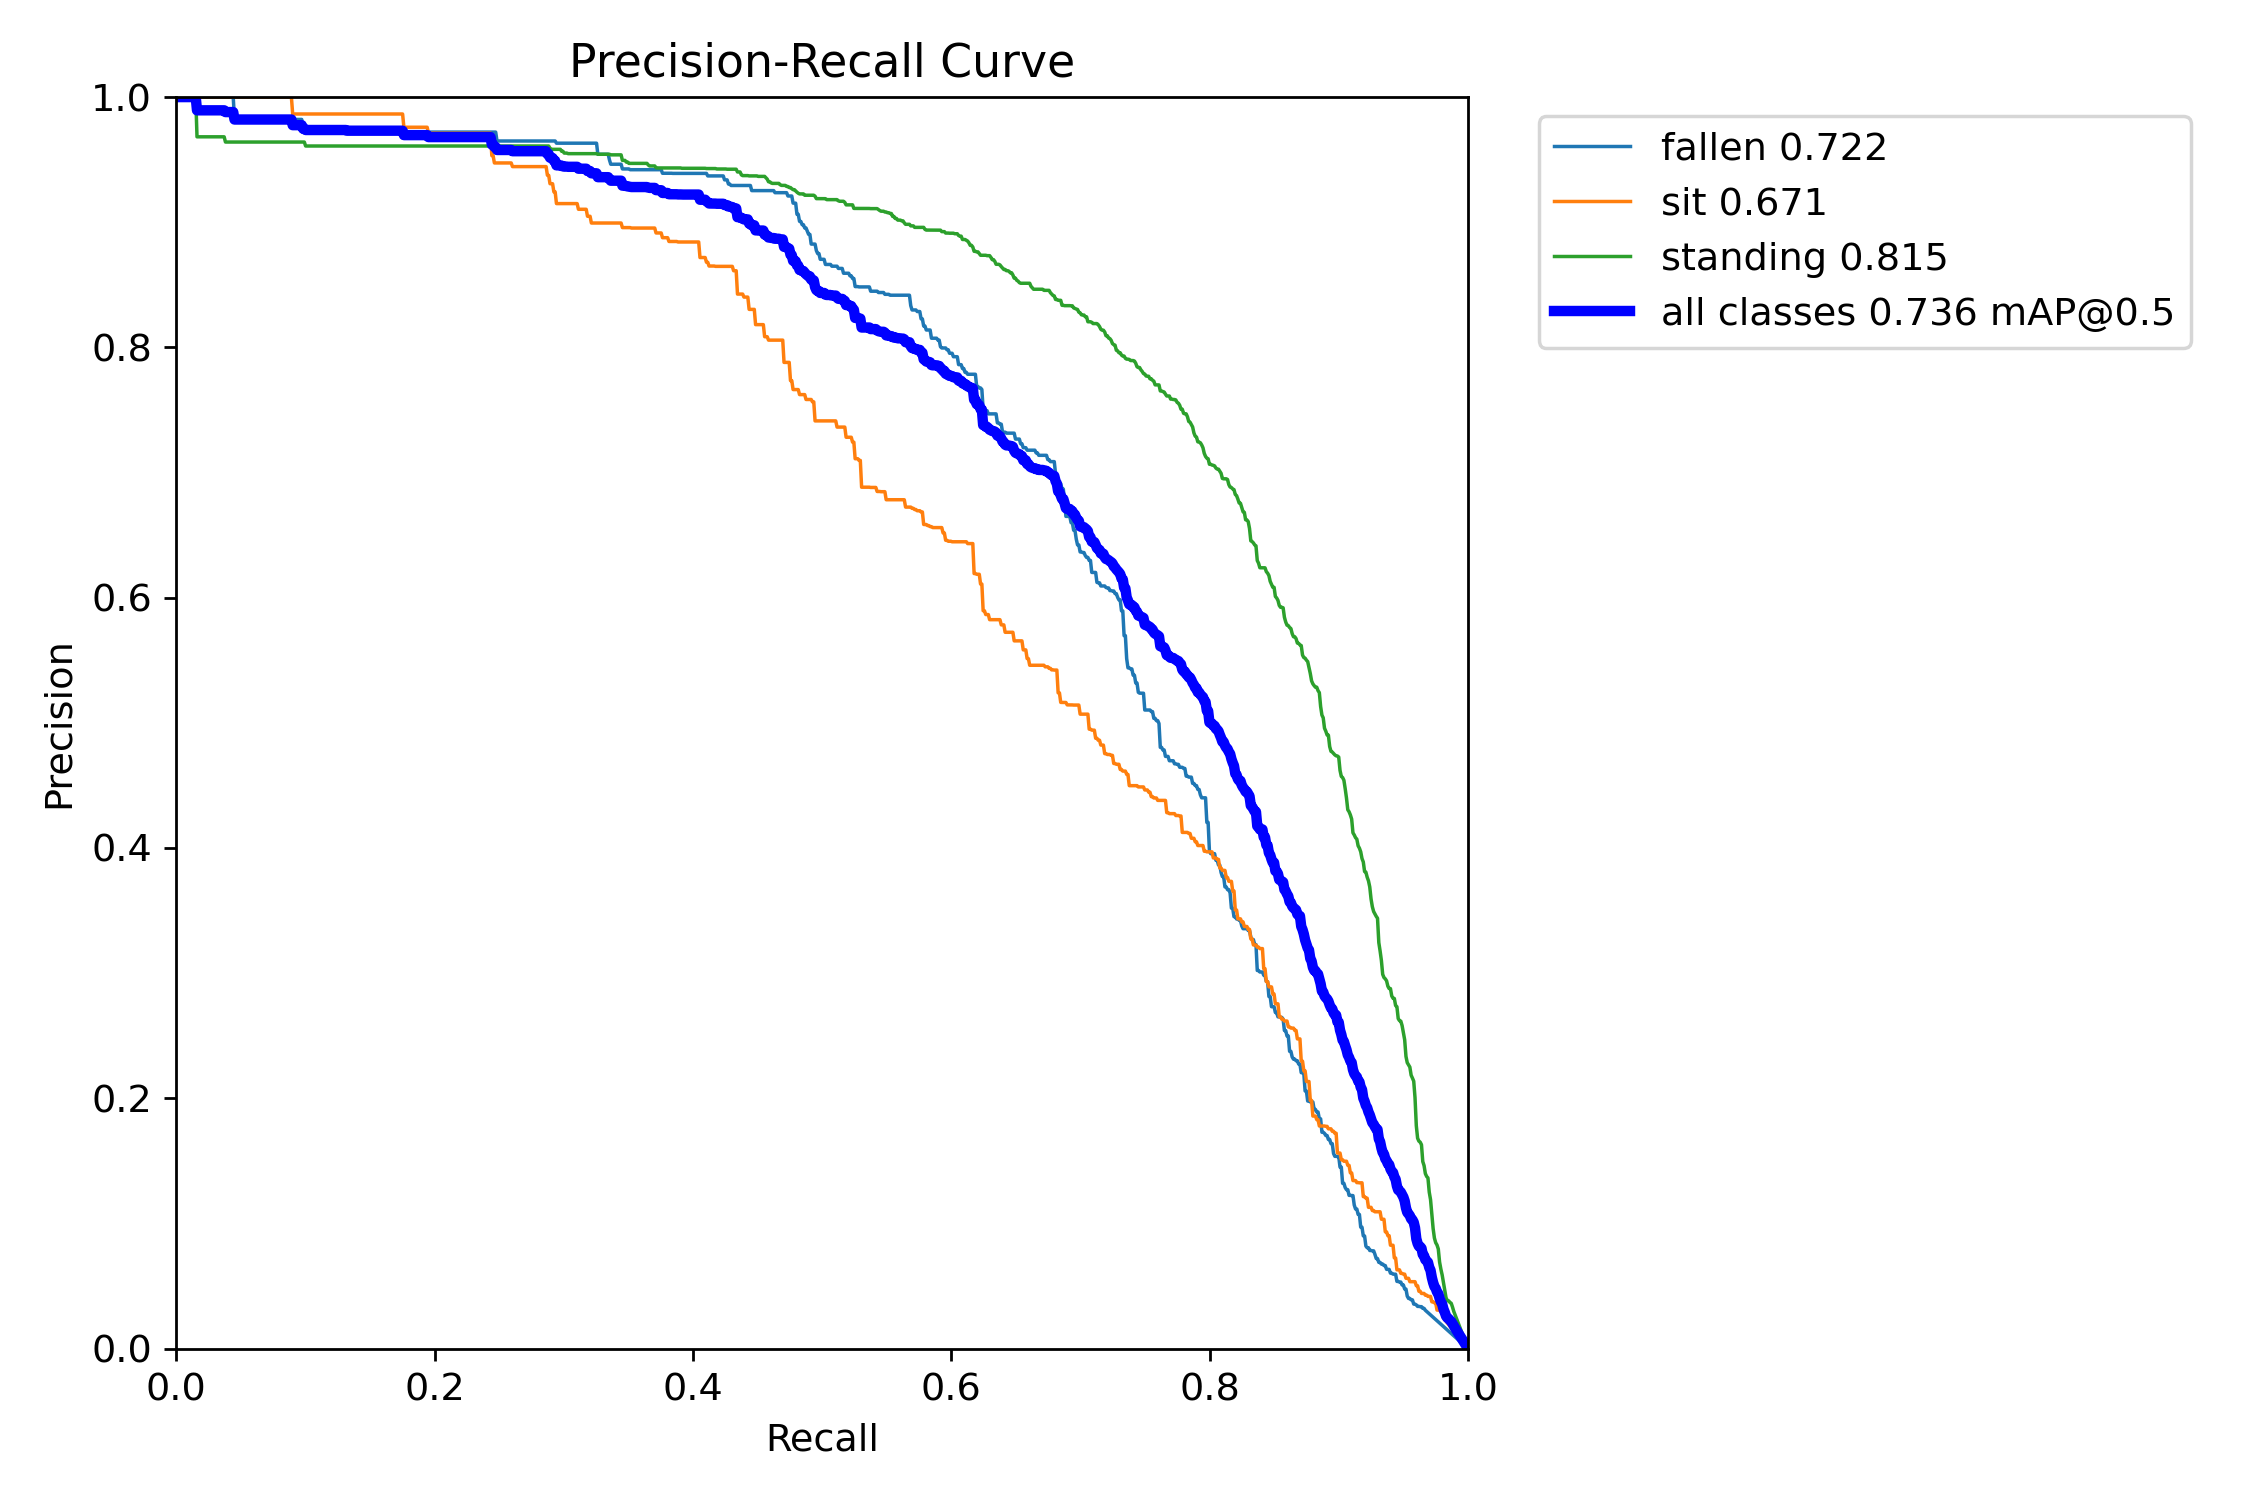 Precision-Recall Curve
1.0
0.8
0.6
0.4
0.2
0.0
Precision
0.0 0.2 0.4 0.6 0.8 1.0
Recall
fallen 0.722
sit 0.671
standing 0.815
all classes 0.736 mAP@0.5